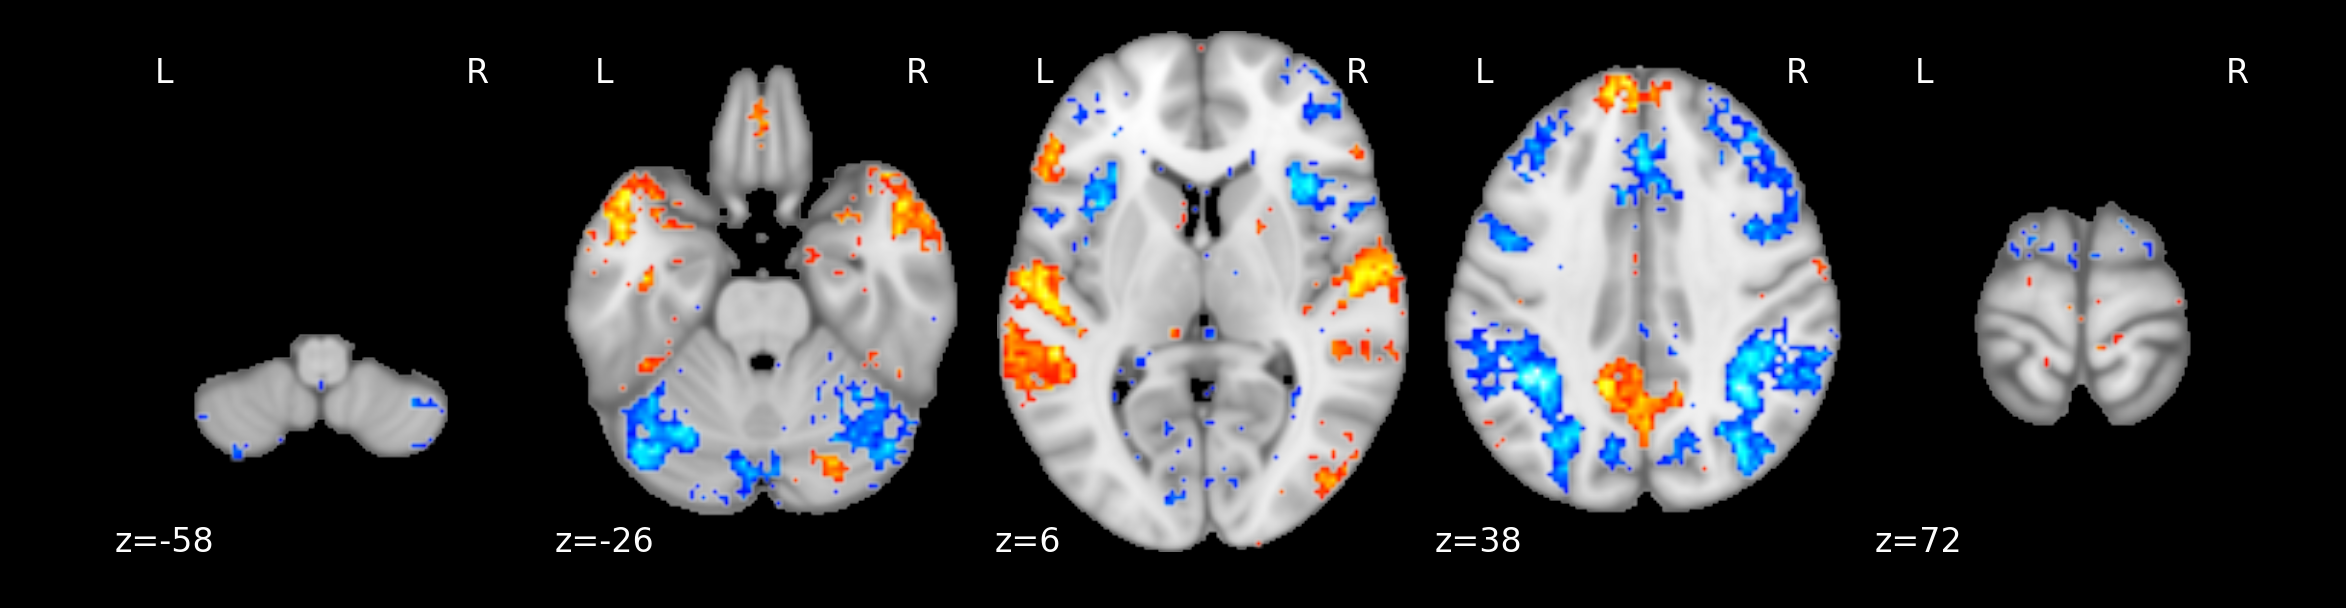 L R L R L R L R L R
z=-58 z=-26 z=6 z=38 z=72